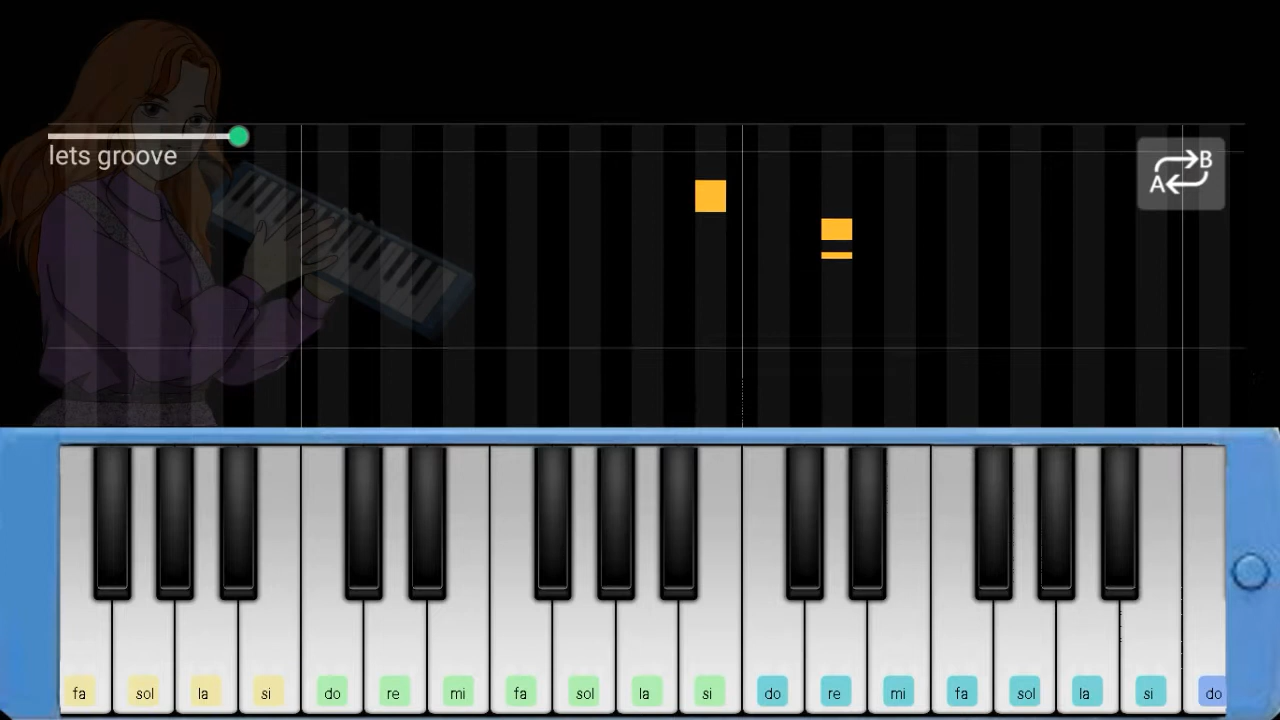 lets groove
A B
fa sol la si do re mi fa sol la si do re mi fa sol la si do